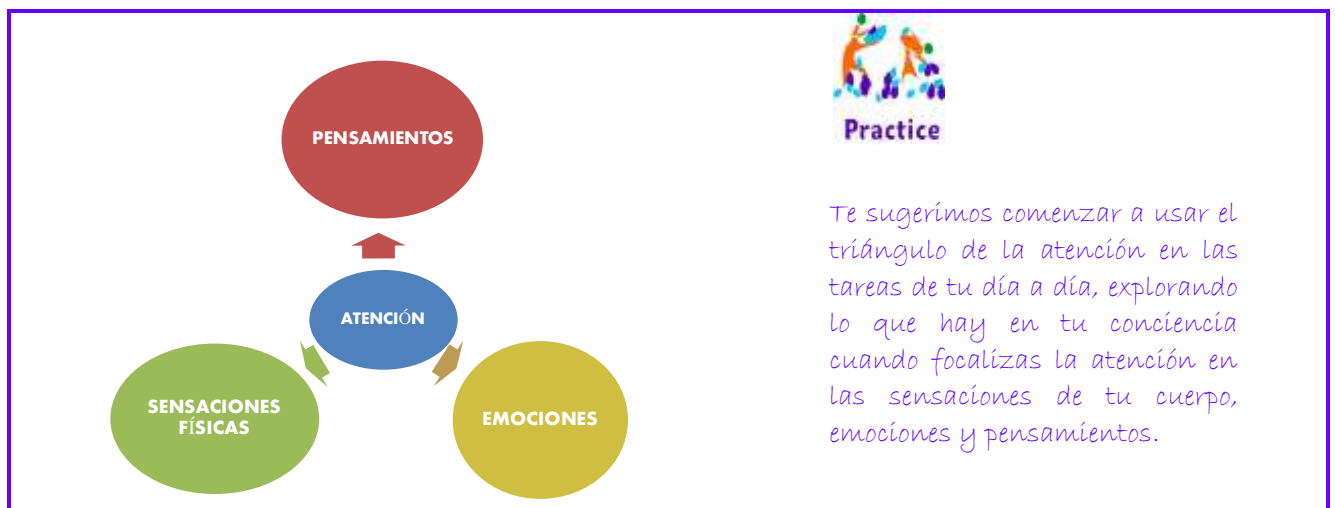 PENSAMIENTOS
ATENCIÓN
SENSACIONES
FÍSICAS
EMOCIONES
Practice
Te sugerimos comenzar a usar el
triángulo de la atención en las
tareas de tu día a día, explorando
lo que hay en tu conciencia
cuando focalizas la atención en
las sensaciones de tu cuerpo,
emociones y pensamientos.